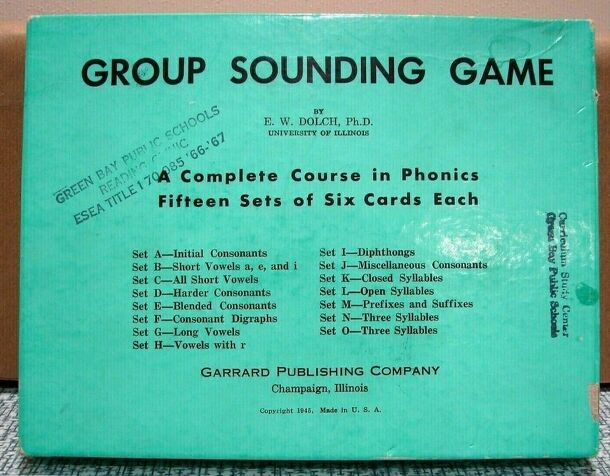 GROUP SOUNDING GAME
BY
E. W. DOLCH, Ph.D.
UNIVERSITY OF ILLINOIS
GREEN BAY PUBLIC SCHOOLS
READING CLINIC
ESEA TITLE 1 70-085 '66-'67
A Complete Course in Phonics
Fifteen Sets of Six Cards Each
Set A—Initial Consonants
Set B—Short Vowels a, e, and i
Set C—All Short Vowels
Set D—Harder Consonants
Set E—Blended Consonants
Set F—Consonant Digraphs
Set G—Long Vowels
Set H—Vowels with r
Set I—Diphthongs
Set J—Miscellaneous Consonants
Set K—Closed Syllables
Set L—Open Syllables
Set M—Prefixes and Suffixes
Set N—Three Syllables
Set O—Three Syllables
Curriculum Study Center
Green Bay Public Schools
GARRARD PUBLISHING COMPANY
Champaign, Illinois
Copyright 1945, Made in U. S. A.